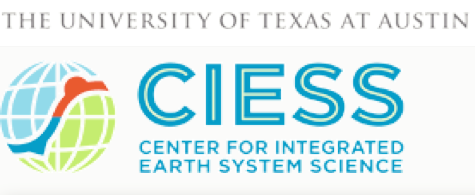 THE UNIVERSITY OF TEXAS AT AUSTIN
CIESS
CENTER FOR INTEGRATED
EARTH SYSTEM SCIENCE